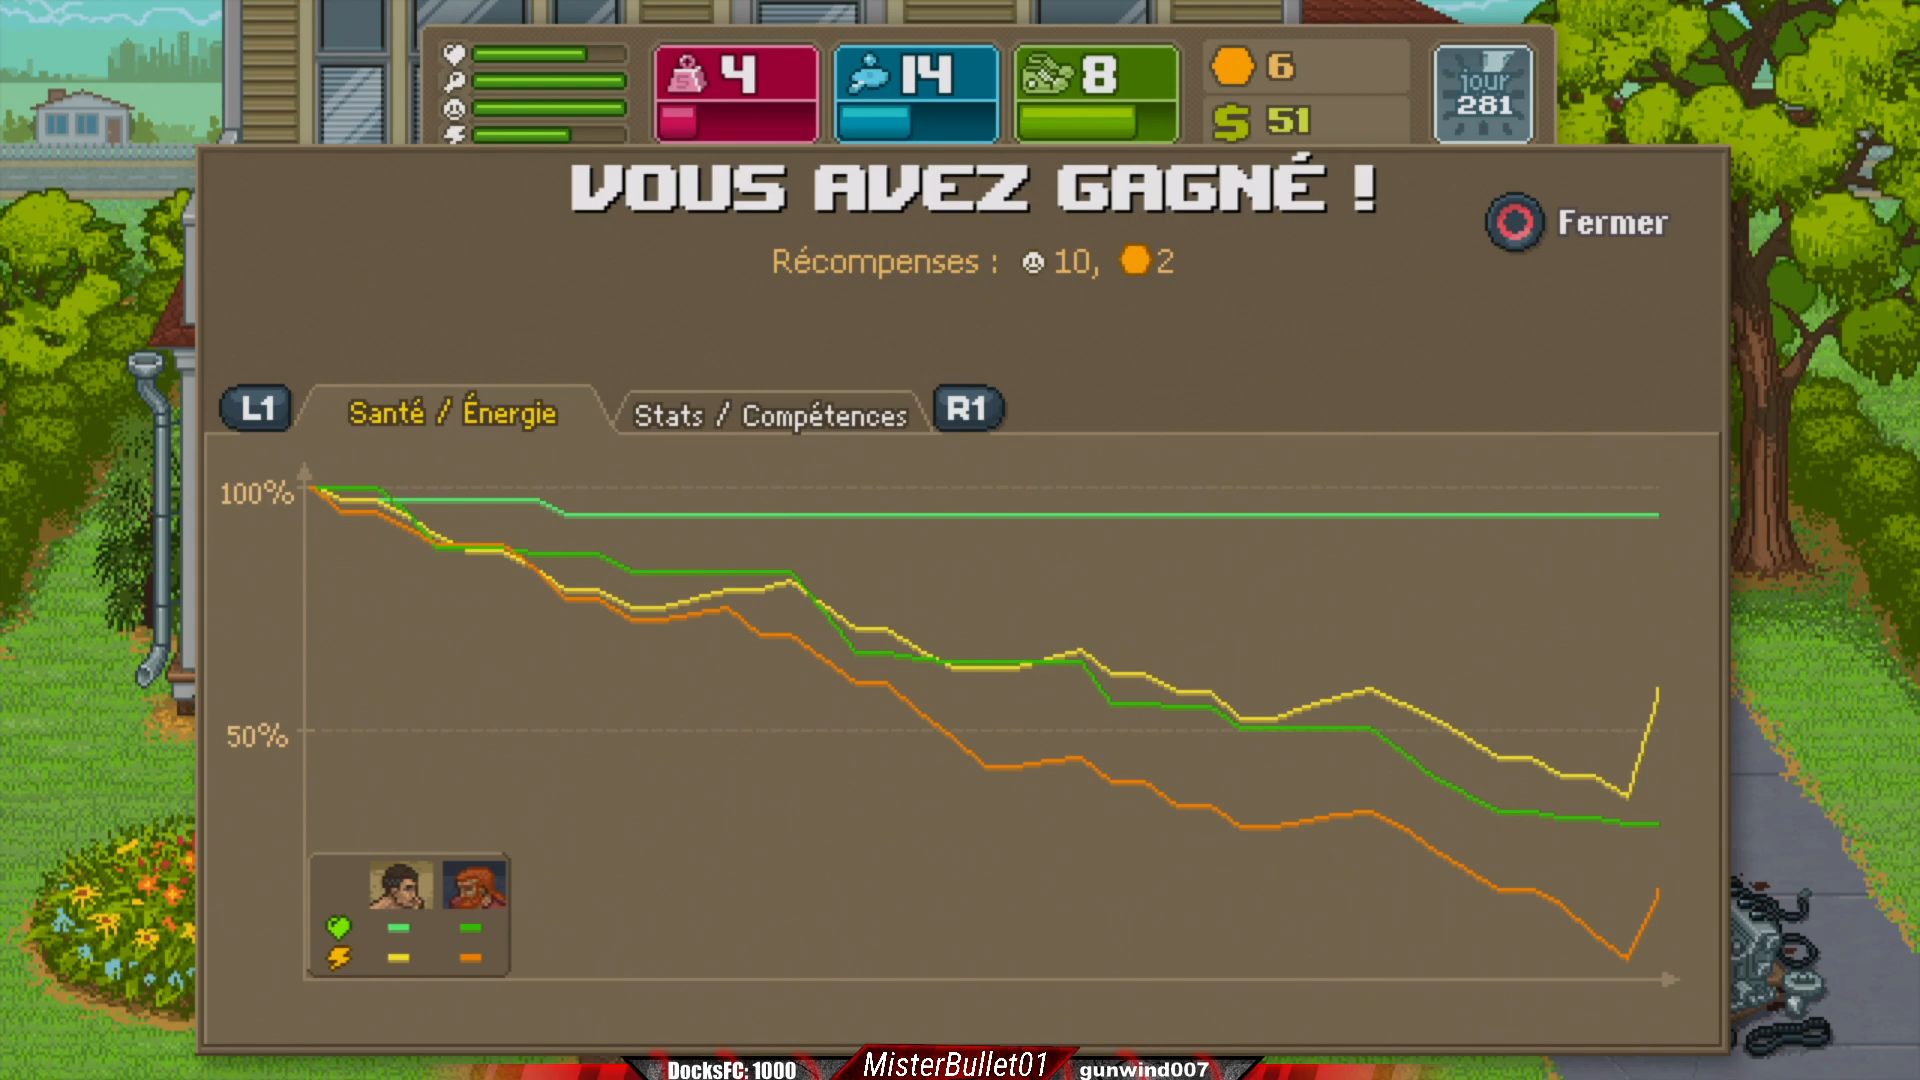 4
14
8
6
$ 51
jour
281
VOUS AVEZ GAGNÉ !
Fermer
Récompenses : 10, 2
L1
Santé / Énergie
Stats / Compétences
R1
100%
50%
DocksFC: 1000
MisterBullet01
gunwind007